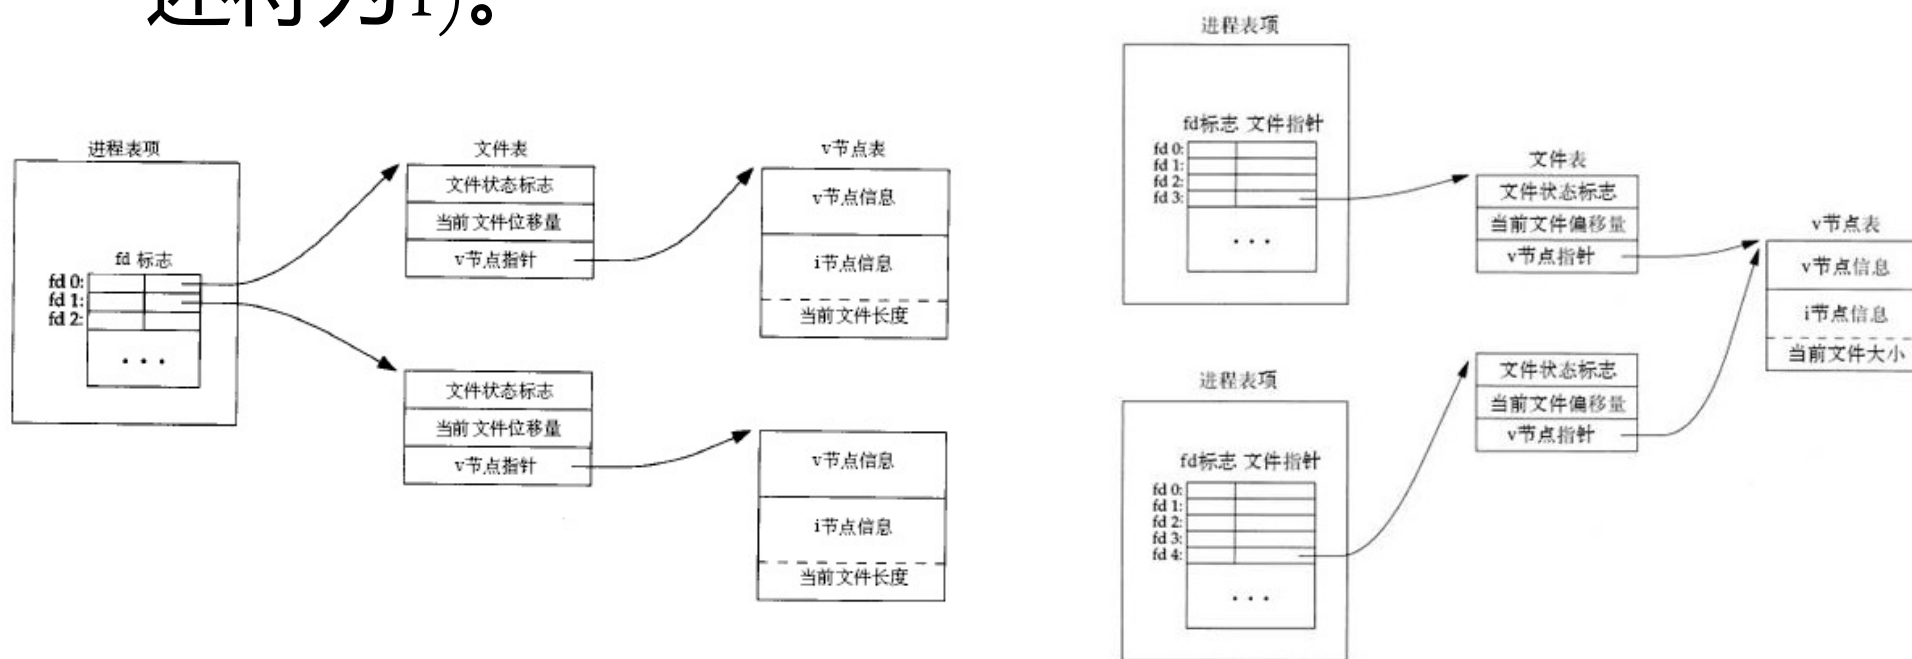 述符为1)。
进程表项
fd 标志
fd 0:
fd 1:
fd 2:
• • •
文件表
文件状态标志
当前文件位移量
v节点指针
文件状态标志
当前文件位移量
v节点指针
v节点表
v节点信息
i节点信息
当前文件长度
v节点信息
i节点信息
当前文件长度
进程表项
fd标志 文件指针
fd 0:
fd 1:
fd 2:
fd 3:
• • •
进程表项
fd标志 文件指针
fd 0:
fd 1:
fd 2:
fd 3:
fd 4:
• • •
文件表
文件状态标志
当前文件偏移量
v节点指针
文件状态标志
当前文件偏移量
v节点指针
v节点表
v节点信息
i节点信息
当前文件大小